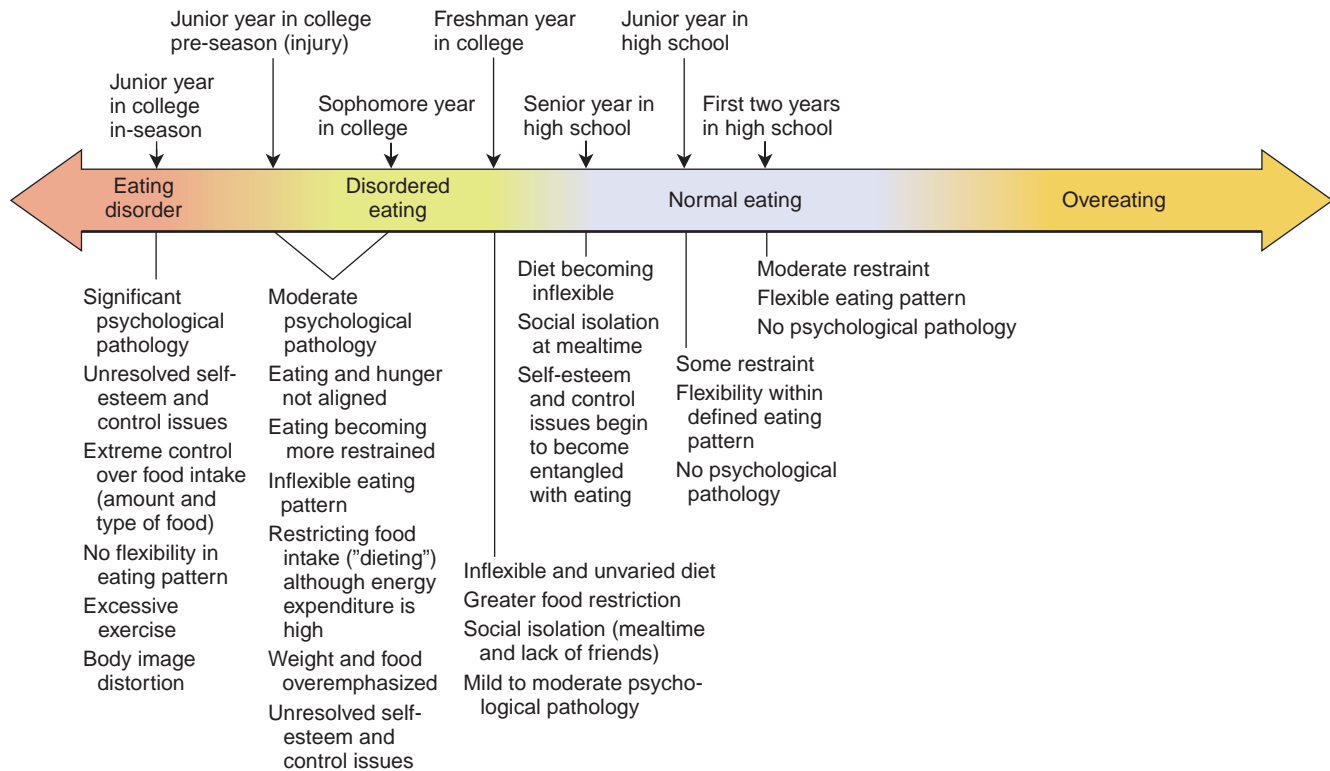 Junior year in college
pre-season (injury)
Freshman year
in college
Junior year in
high school
Junior year
in college
in-season
Sophomore year
in college
Senior year in
high school
First two years
in high school
Eating
disorder
Disordered
eating
Normal eating
Overeating
Significant
psychological
pathology
Unresolved self-
esteem and
control issues
Extreme control
over food intake
(amount and
type of food)
No flexibility in
eating pattern
Excessive
exercise
Body image
distortion
Moderate
psychological
pathology
Eating and hunger
not aligned
Eating becoming
more restrained
Inflexible eating
pattern
Restricting food
intake (”dieting”)
although energy
expenditure is
high
Weight and food
overemphasized
Unresolved self-
esteem and
control issues
Inflexible and unvaried diet
Greater food restriction
Social isolation (mealtime
and lack of friends)
Mild to moderate psycho-
logical pathology
Diet becoming
inflexible
Social isolation
at mealtime
Self-esteem
and control
issues begin
to become
entangled
with eating
Some restraint
Flexibility within
defined eating
pattern
No psychological
pathology
Moderate restraint
Flexible eating pattern
No psychological pathology